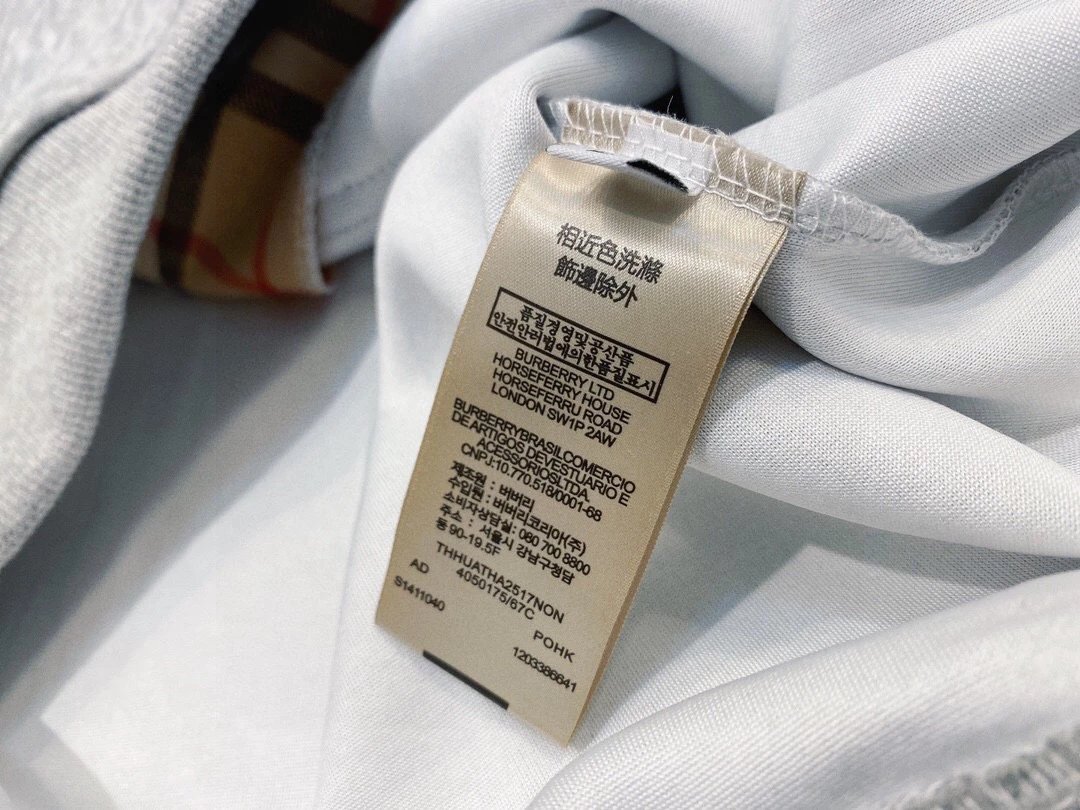 相近色洗滌
飾邊除外
품질경영및공산품
안전안러법에의한품질표시
BURBERRY LTD
HORSEFERRY HOUSE
HORSEFERRU ROAD
LONDON SW1P 2AW
BURBERRYBRASILCOMERCIO
DE ARTIGOS DEVESTUARIO E
ACESSORIOSLTDA.
CNPJ:10.770.518/0001-68
제조원 : 버버리
수입원 : 버버리코리아(주)
소비자상담실: 080 700 8800
주소 : 서울시 강남구청담
동 90-19.5F
THHUATHA2517NON
AD 4050175/67C
S1411040 POHK
1203386641